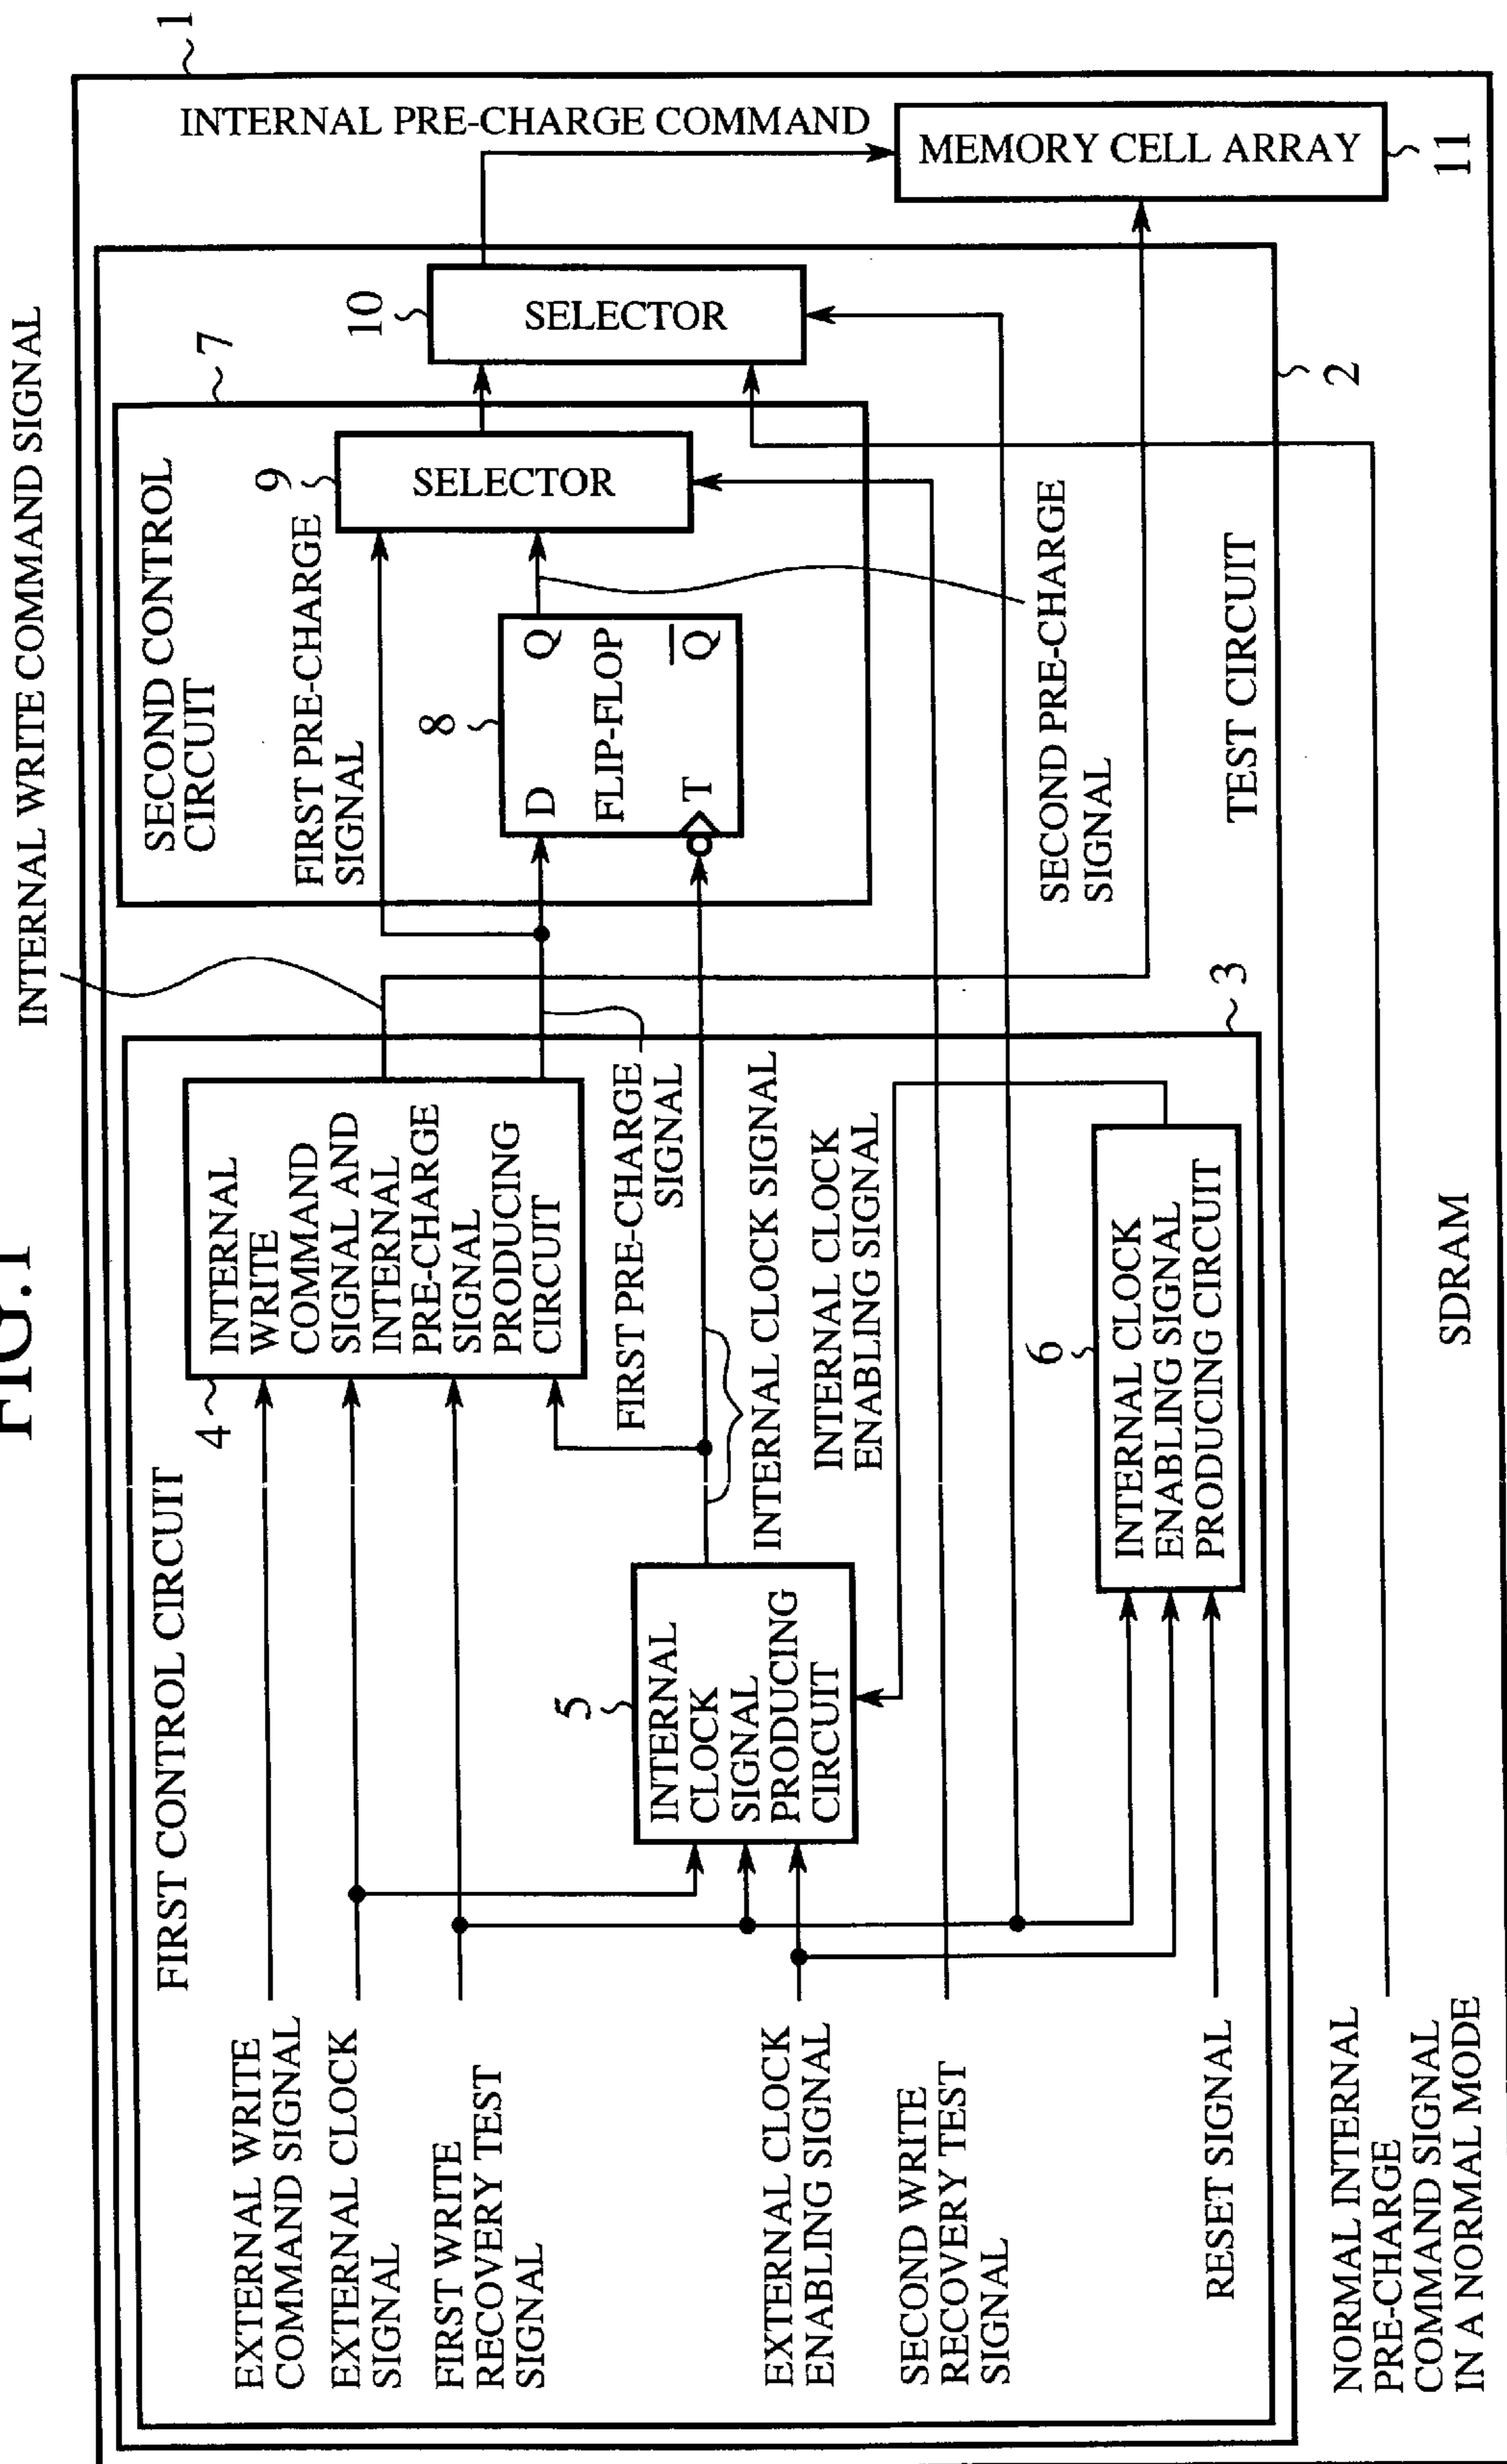 FIG.1
INTERNAL WRITE COMMAND SIGNAL
1
FIRST CONTROL CIRCUIT
SECOND CONTROL
CIRCUIT
7
INTERNAL PRE-CHARGE COMMAND
EXTERNAL WRITE
COMMAND SIGNAL
EXTERNAL CLOCK
SIGNAL
FIRST WRITE
RECOVERY TEST
SIGNAL
4
INTERNAL
WRITE
COMMAND
SIGNAL AND
INTERNAL
PRE-CHARGE
SIGNAL
PRODUCING
CIRCUIT
FIRST PRE-CHARGE
SIGNAL
9
SELECTOR
10
SELECTOR
8
D Q
FLIP-FLOP
T Q
FIRST PRE-CHARGE
SIGNAL
5
INTERNAL
CLOCK
SIGNAL
PRODUCING
CIRCUIT
INTERNAL CLOCK SIGNAL
INTERNAL CLOCK
ENABLING SIGNAL
EXTERNAL CLOCK
ENABLING SIGNAL
SECOND WRITE
RECOVERY TEST
SIGNAL
SECOND PRE-CHARGE
SIGNAL
MEMORY CELL ARRAY
11
6
INTERNAL CLOCK
ENABLING SIGNAL
PRODUCING CIRCUIT
RESET SIGNAL
3
TEST CIRCUIT
2
NORMAL INTERNAL
PRE-CHARGE
COMMAND SIGNAL
IN A NORMAL MODE
SDRAM